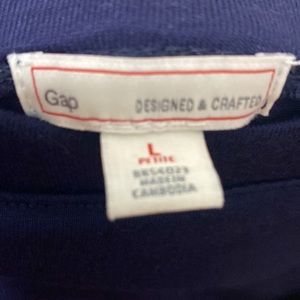 Gap
DESIGNED & CRAFTED
L
PETITE
MADE IN
CAMBODIA